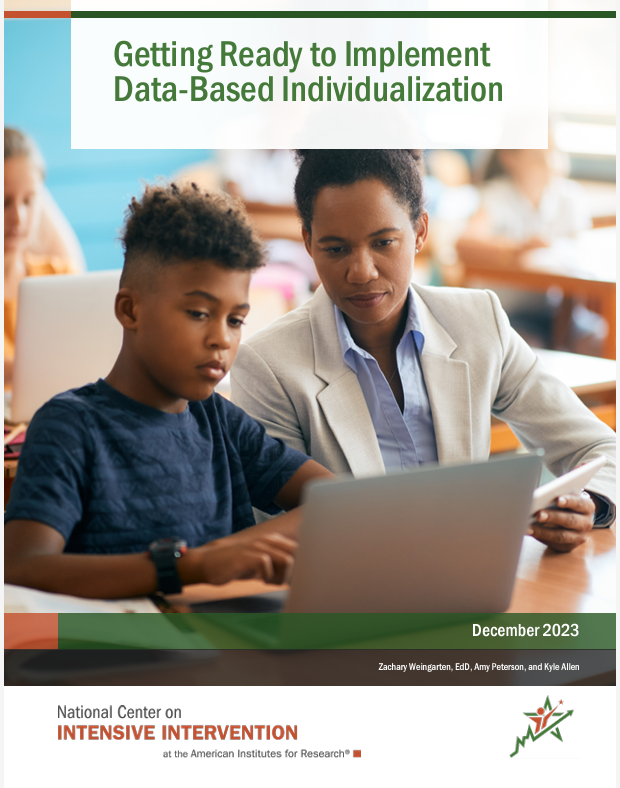 Getting Ready to Implement
Data-Based Individualization
December 2023
Zachary Weingarten, EdD, Amy Peterson, and Kyle Allen
National Center on
INTENSIVE INTERVENTION
at the American Institutes for Research®